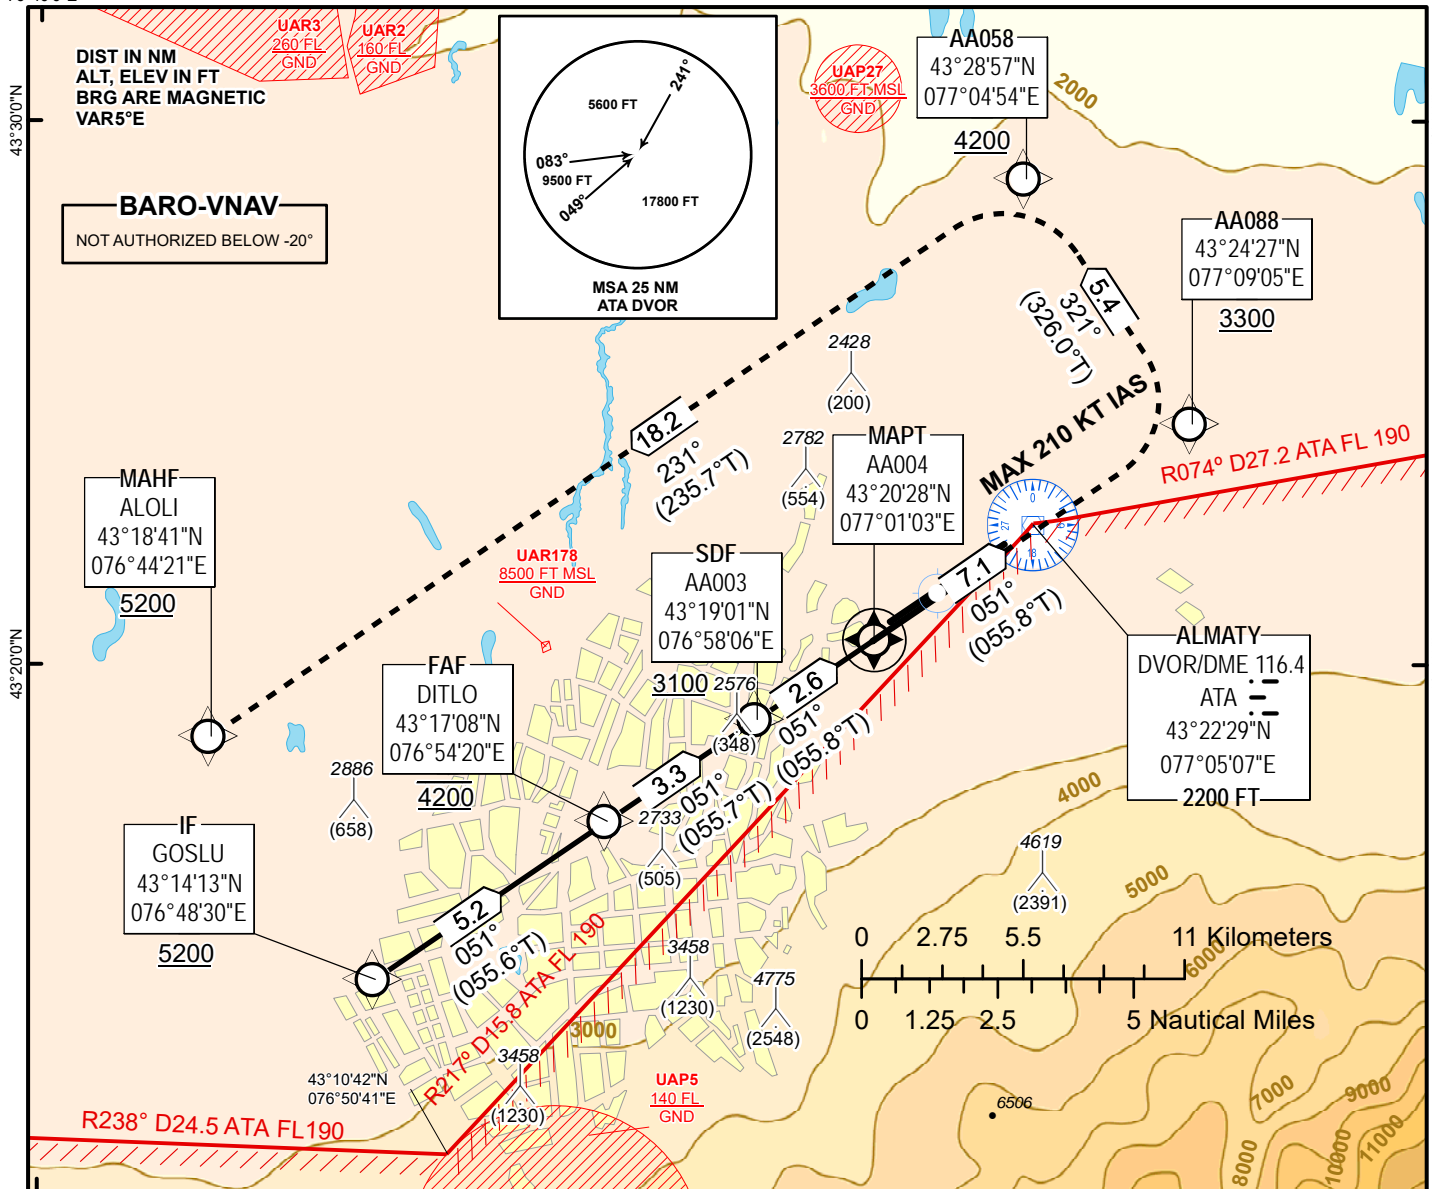 UAR3
260 FL
GND
UAR2
160 FL
GND
DIST IN NM
ALT, ELEV IN FT
BRG ARE MAGNETIC
VAR5°E
43°30'0"N
BARO-VNAV
NOT AUTHORIZED BELOW -20°
241°
5600 FT
083°
9500 FT
049°
17800 FT
MSA 25 NM
ATA DVOR
UAP27
3600 FT MSL
GND
AA058
43°28'57"N
077°04'54"E
4200
2000
AA088
43°24'27"N
077°09'05"E
3300
5.4
321°
(326.0°T)
2428
(200)
18.2
231°
(235.7°T)
MAX 210 KT IAS
R074° D27.2 ATA FL 190
2782
(554)
MAPT
AA004
43°20'28"N
077°01'03"E
MAHF
ALOLI
43°18'41"N
076°44'21"E
5200
UAR178
8500 FT MSL
GND
SDF
AA003
43°19'01"N
076°58'06"E
3100
0
27
18
7.1
051°
(055.8°T)
43°20'0"N
FAF
DITLO
43°17'08"N
076°54'20"E
4200
2576
(348)
2.6
051°
(055.8°T)
ALMATY
DVOR/DME 116.4
ATA
43°22'29"N
077°05'07"E
2200 FT
3.3
051°
(055.7°T)
2886
(658)
2733
(505)
IF
GOSLU
43°14'13"N
076°48'30"E
5200
5.2
051°
(055.6°T)
4000
4619
(2391)
5000
6000
0 2.75 5.5 11 Kilometers
0 1.25 2.5 5 Nautical Miles
3458
(1230)
4775
(2548)
R217° D15.8 ATA FL 190
3000
3458
(1230)
43°10'42"N
076°50'41"E
R238° D24.5 ATA FL190
UAP5
140 FL
GND
6506
7000
8000
9000
10000
11000